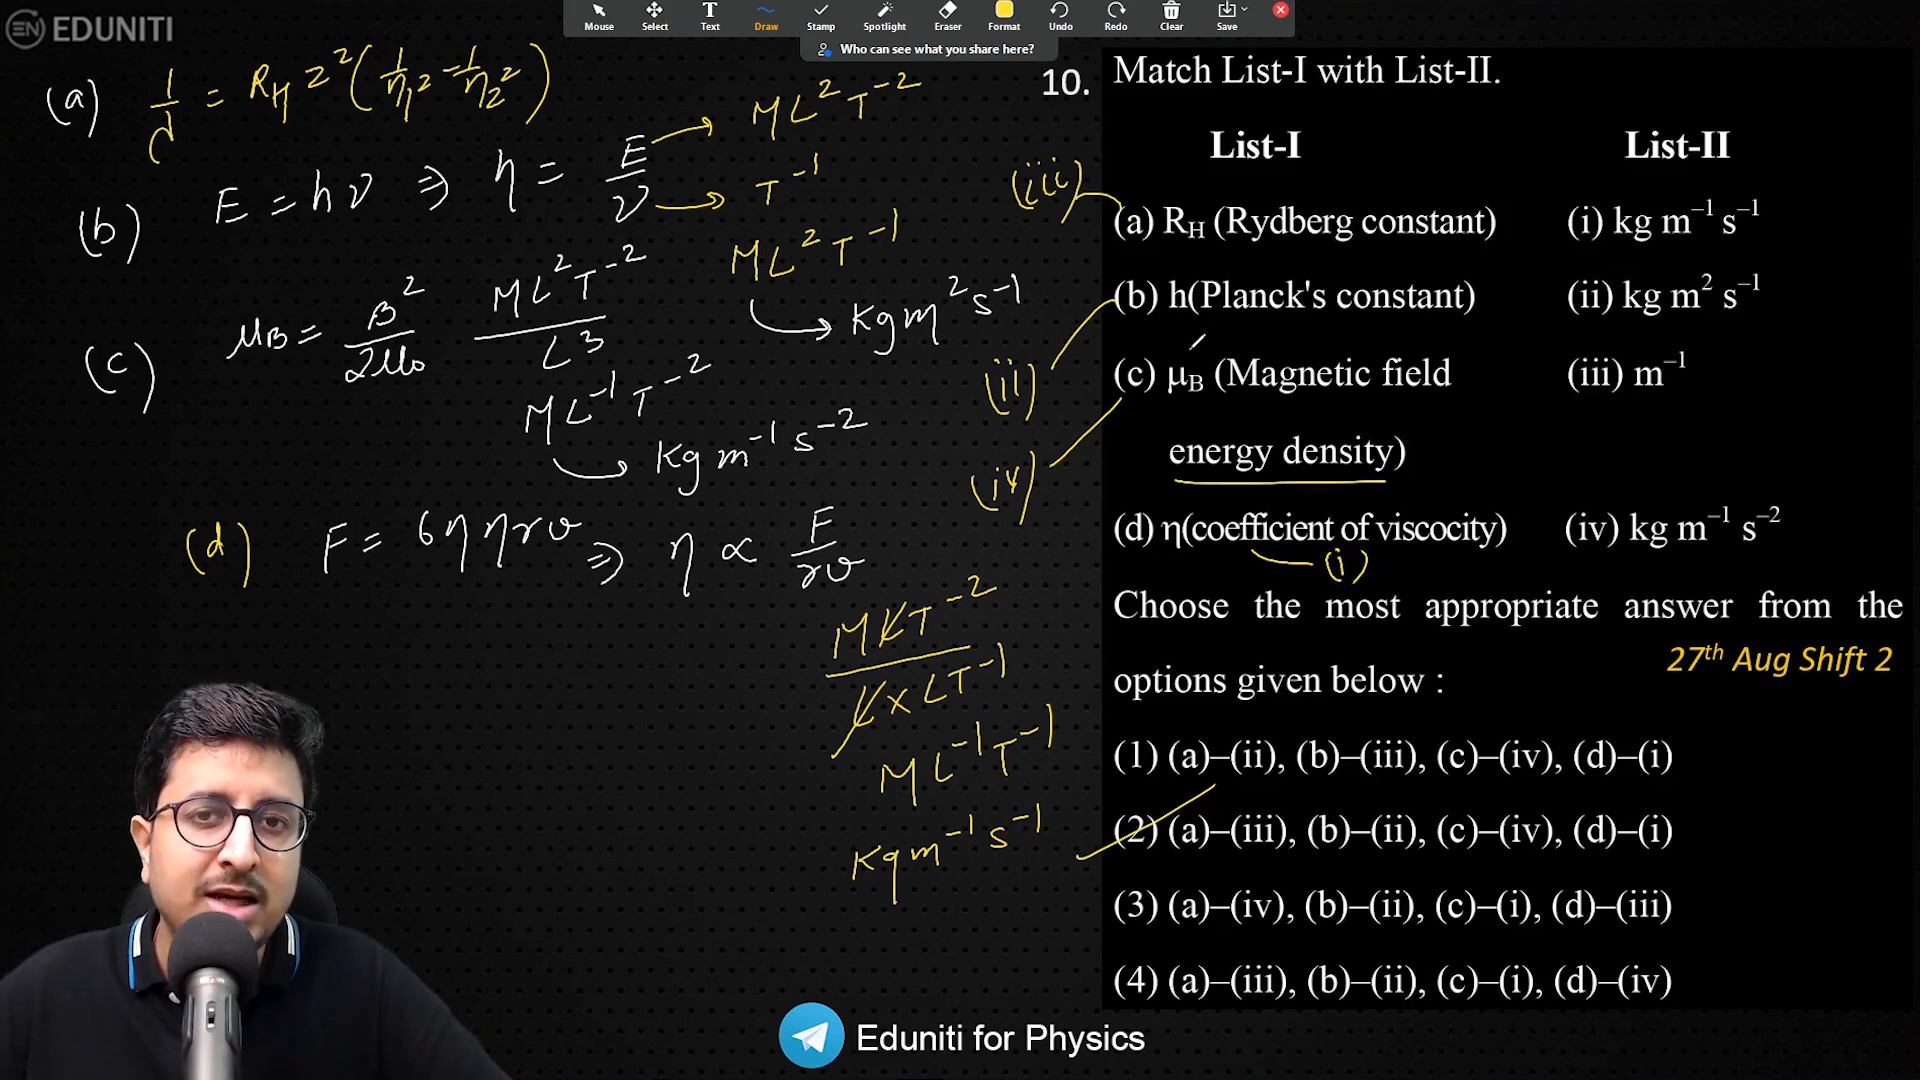 EN EDUNITI
Mouse Select Text Draw Stamp Spotlight Eraser Format Undo Redo Clear Save
Who can see what you share here?
(a) 1/λ = R_H z² (1/η₁² - 1/η₂²)
(b) E = hν ⇒ η = E/ν
→ ML²T⁻²
→ T⁻¹
ML²T⁻¹
→ Kg m² s⁻¹
(c) μ_B = B²/2μ₀ ML²T⁻²/L³
ML⁻¹T⁻²
→ Kg m⁻¹ s⁻²
(d) F = 6ηηrv ⇒ η ∝ F/rv
MLT⁻²/L×LT⁻¹
ML⁻¹T⁻¹
Kg m⁻¹ s⁻¹
10. Match List-I with List-II.
List-I List-II
(iii) (a) R_H (Rydberg constant) (i) kg m⁻¹ s⁻¹
(b) h(Planck's constant) (ii) kg m² s⁻¹
(ii) (c) μ_B (Magnetic field (iii) m⁻¹
energy density)
(iv)
(d) η(coefficient of viscocity) (iv) kg m⁻¹ s⁻²
(i)
Choose the most appropriate answer from the
27th Aug Shift 2
options given below :
(1) (a)–(ii), (b)–(iii), (c)–(iv), (d)–(i)
(2) (a)–(iii), (b)–(ii), (c)–(iv), (d)–(i)
(3) (a)–(iv), (b)–(ii), (c)–(i), (d)–(iii)
(4) (a)–(iii), (b)–(ii), (c)–(i), (d)–(iv)
Eduniti for Physics